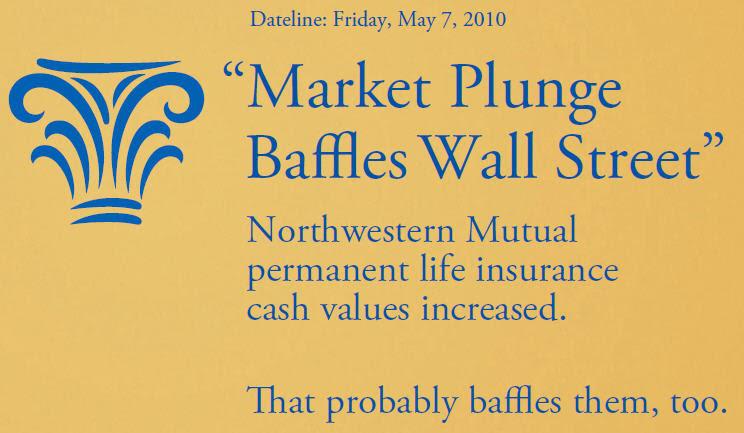 Dateline: Friday, May 7, 2010
“Market Plunge
Baffles Wall Street”
Northwestern Mutual
permanent life insurance
cash values increased.
That probably baffles them, too.